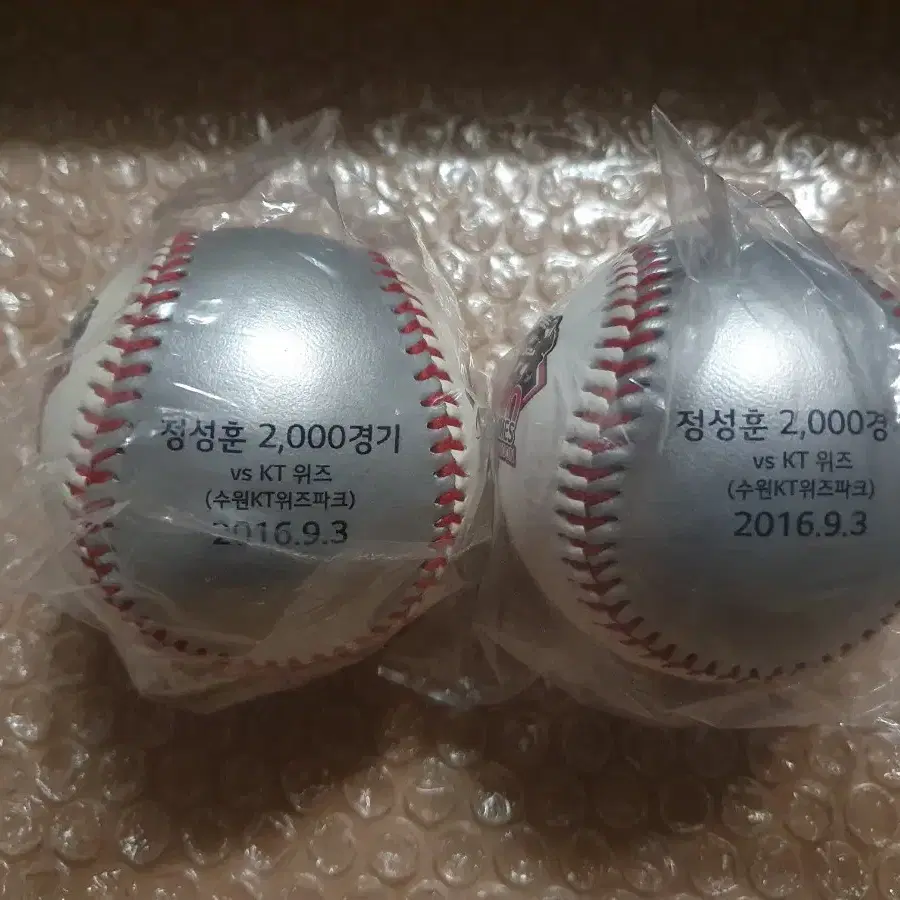 정성훈 2,000경기
vs KT 위즈
(수원KT위즈파크)
2016.9.3
정성훈 2,000경
vs KT 위즈
(수원KT위즈파크)
2016.9.3